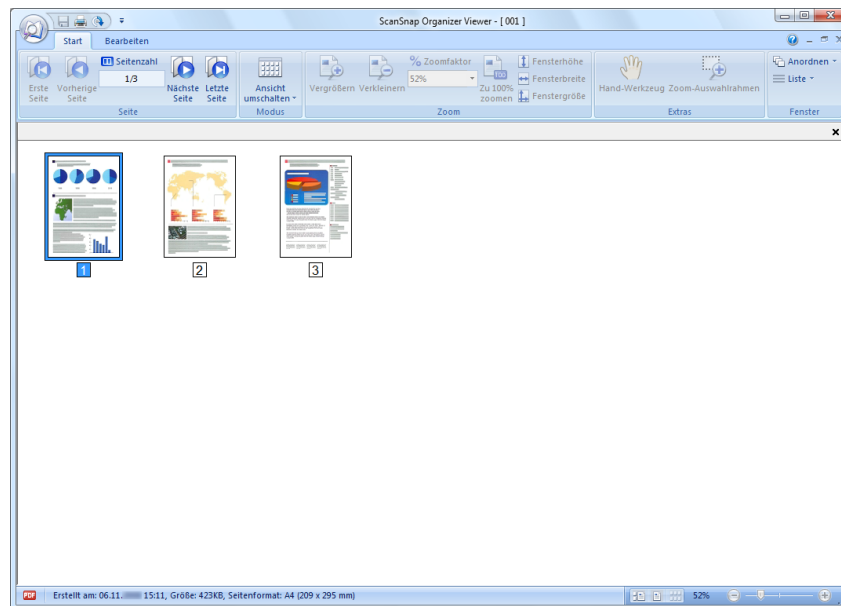 ScanSnap Organizer Viewer - [ 001 ]
Start Bearbeiten
Erste Seite
Vorherige Seite
Seitenzahl
1/3
Nächste Seite
Letzte Seite
Seite
Ansicht umschalten
Modus
Vergrößern
Verkleinern
% Zoomfaktor
52%
Zu 100% zoomen
Fensterhöhe
Fensterbreite
Fenstergröße
Zoom
Hand-Werkzeug
Zoom-Auswahlrahmen
Extras
Anordnen
Liste
Fenster
1
2
3
PDF Erstellt am: 06.11. 15:11, Größe: 423KB, Seitenformat: A4 (209 x 295 mm) 52%